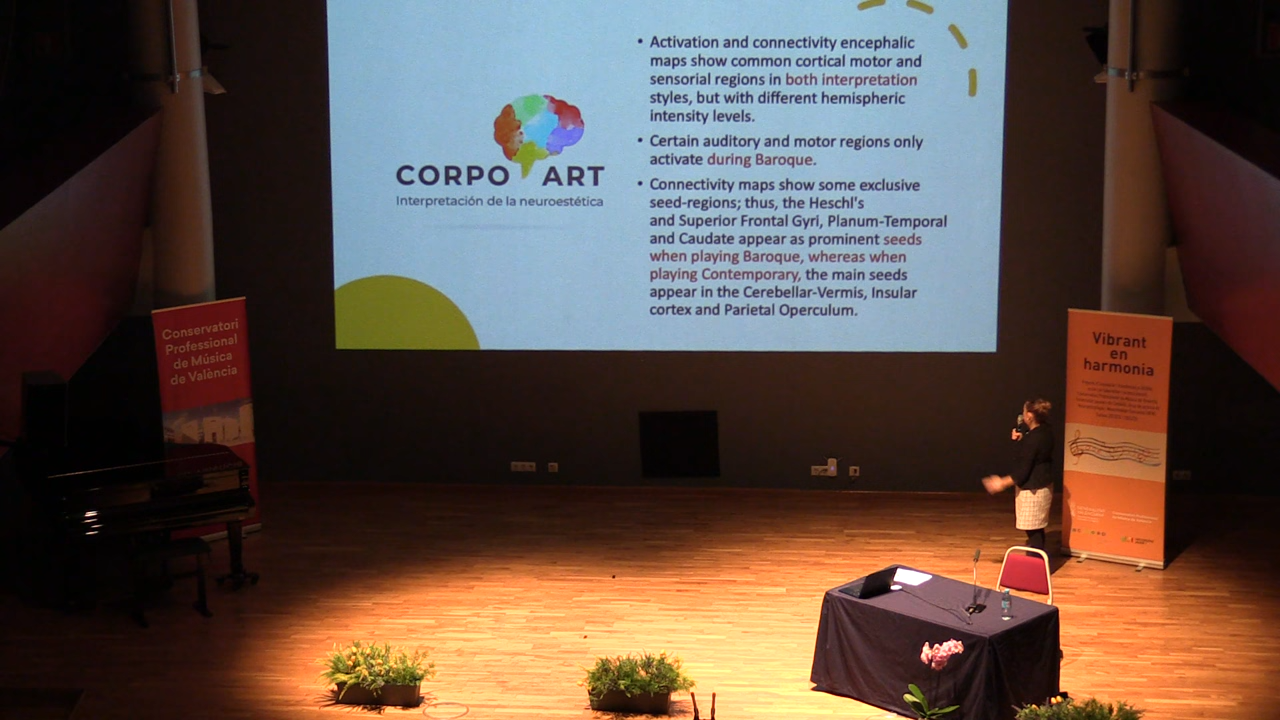 • Activation and connectivity encephalic
maps show common cortical motor and
sensorial regions in both interpretation
styles, but with different hemispheric
intensity levels.
• Certain auditory and motor regions only
activate during Baroque.
• Connectivity maps show some exclusive
seed-regions; thus, the Heschl's
and Superior Frontal Gyri, Planum-Temporal
and Caudate appear as prominent seeds
when playing Baroque, whereas when
playing Contemporary, the main seeds
appear in the Cerebellar-Vermis, Insular
cortex and Parietal Operculum.
CORPO ART
Interpretación de la neuroestética
Conservatori
Professional
de Música
de València
Vibrant
en
harmonia